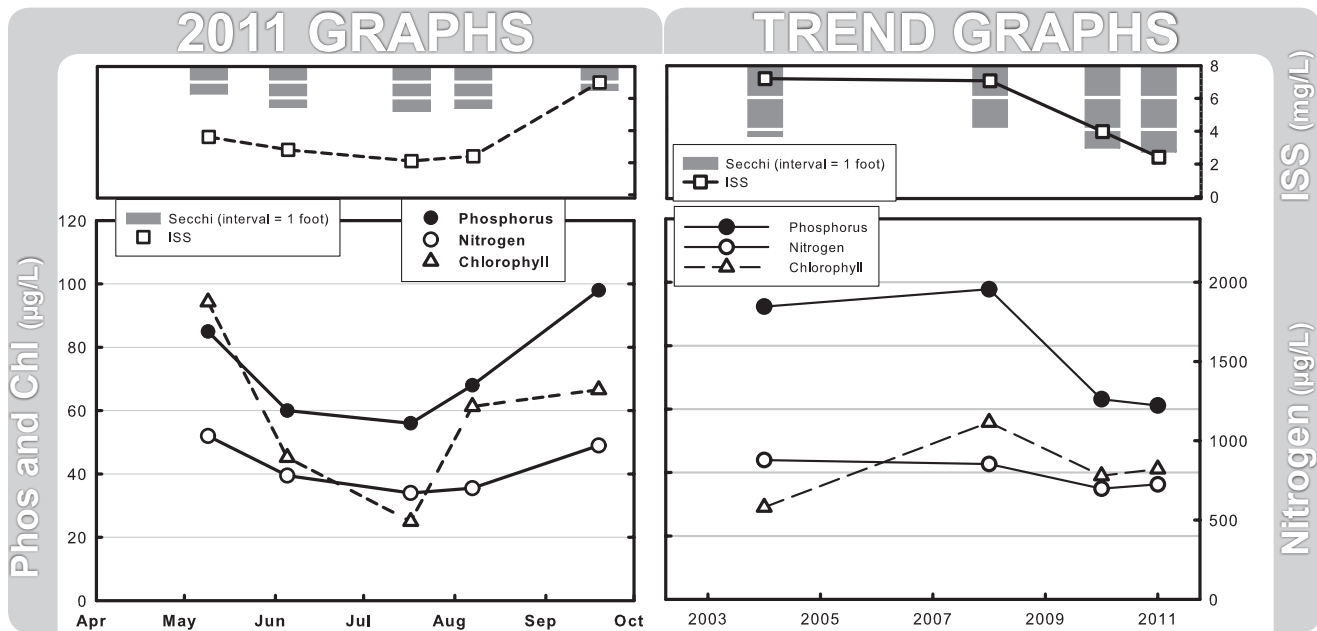 2011 GRAPHS
TREND GRAPHS
Secchi (interval = 1 foot)
ISS
Phosphorus
Nitrogen
Chlorophyll
Phos and Chl (µg/L)
120
100
80
60
40
20
0
Apr May Jun Jul Aug Sep Oct
Secchi (interval = 1 foot)
ISS
8
6
4
2
0
ISS (mg/L)
Phosphorus
Nitrogen
Chlorophyll
2000
1500
1000
500
0
Nitrogen (µg/L)
2003 2005 2007 2009 2011